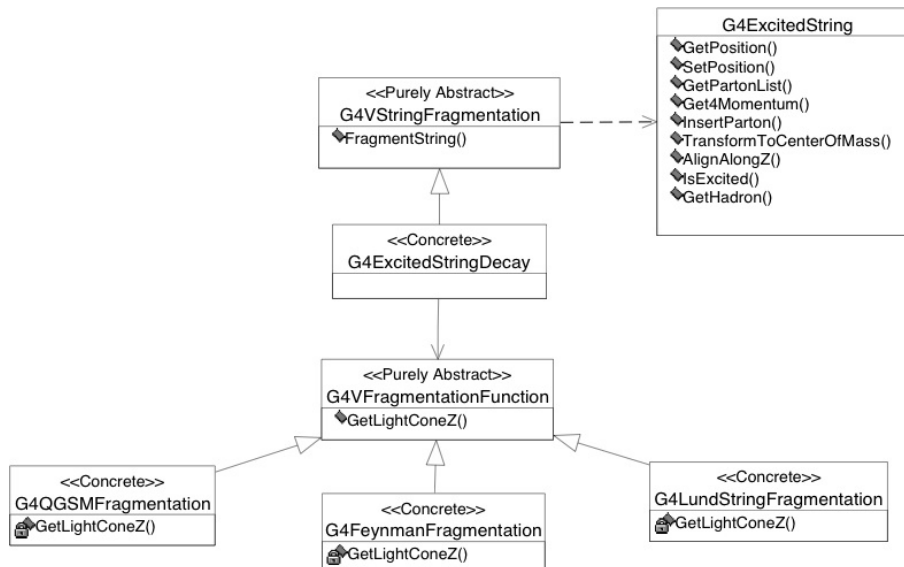 G4ExcitedString
GetPosition()
SetPosition()
GetPartonList()
Get4Momentum()
InsertParton()
TransformToCenterOfMass()
AlignAlongZ()
IsExcited()
GetHadron()
<<Purely Abstract>>
G4VStringFragmentation
FragmentString()
<<Concrete>>
G4ExcitedStringDecay
<<Purely Abstract>>
G4VFragmentationFunction
GetLightConeZ()
<<Concrete>>
G4QGSMFragmentation
GetLightConeZ()
<<Concrete>>
G4FeynmanFragmentation
GetLightConeZ()
<<Concrete>>
G4LundStringFragmentation
GetLightConeZ()